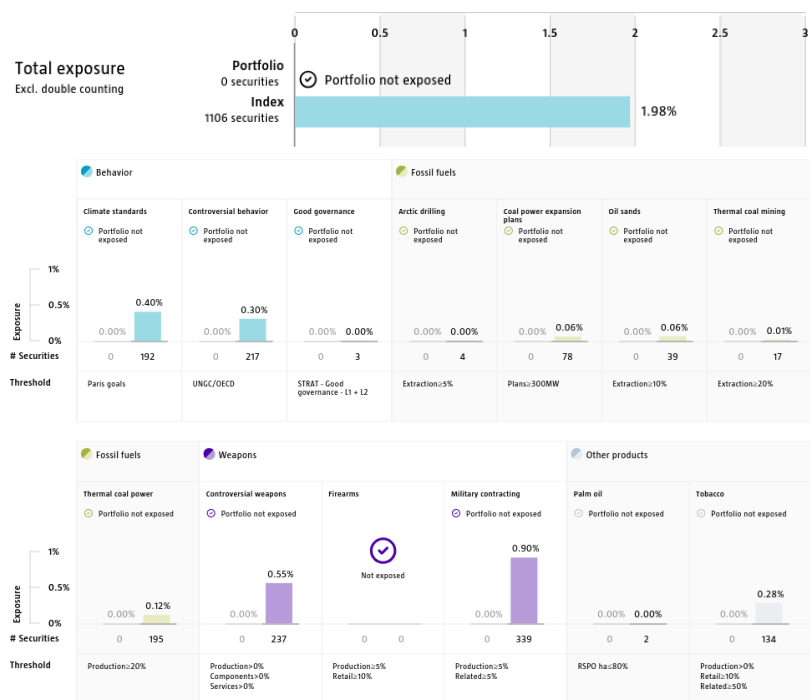 0 0.5 1 1.5 2 2.5 3
Total exposure
Excl. double counting
Portfolio
0 securities
Portfolio not exposed
Index
1106 securities
1.98%
Behavior
Fossil fuels
Climate standards
Controversial behavior
Good governance
Arctic drilling
Coal power expansion
plans
Oil sands
Thermal coal mining
Portfolio not
exposed
Portfolio not
exposed
Portfolio not
exposed
Portfolio not
exposed
Portfolio not
exposed
Portfolio not
exposed
Portfolio not
exposed
Exposure
1%
0.5%
0%
0.00% 0.40% 0.00% 0.30% 0.00% 0.00% 0.00% 0.00% 0.00% 0.06% 0.00% 0.06% 0.00% 0.01%
# Securities 0 192 0 217 0 3 0 4 0 78 0 39 0 17
Threshold
Paris goals
UNGC/OECD
STRAT - Good
governance - L1 + L2
Extraction≥5%
Plans≥300MW
Extraction≥10%
Extraction≥20%
Fossil fuels
Weapons
Other products
Thermal coal power
Controversial weapons
Firearms
Military contracting
Palm oil
Tobacco
Portfolio not exposed
Portfolio not exposed
Not exposed
Portfolio not exposed
Portfolio not exposed
Portfolio not exposed
Exposure
1%
0.5%
0%
0.00% 0.12% 0.00% 0.55% 0.00% 0.90% 0.00% 0.00% 0.00% 0.28%
# Securities 0 195 0 237 0 0 0 339 0 2 0 134
Threshold
Production≥20%
Production>0%
Components>0%
Services>0%
Production≥5%
Retail≥10%
Production≥5%
Related≥5%
RSPO ha≤80%
Production>0%
Retail≥10%
Related≥50%